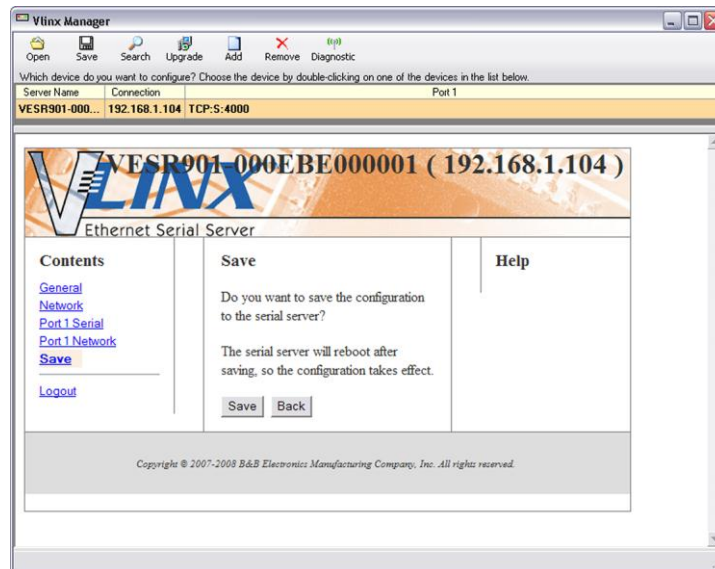 Vlinx Manager
Open Save Search Upgrade Add Remove Diagnostic
Which device do you want to configure? Choose the device by double-clicking on one of the devices in the list below.
Server Name Connection Port 1
VESR901-000... 192.168.1.104 TCP:S:4000
VESR901-000EBE000001 ( 192.168.1.104 )
VLINX
Ethernet Serial Server
Contents
General
Network
Port 1 Serial
Port 1 Network
Save
Logout
Save
Do you want to save the configuration
to the serial server?
The serial server will reboot after
saving, so the configuration takes effect.
Save Back
Help
Copyright © 2007-2008 B&B Electronics Manufacturing Company, Inc. All rights reserved.